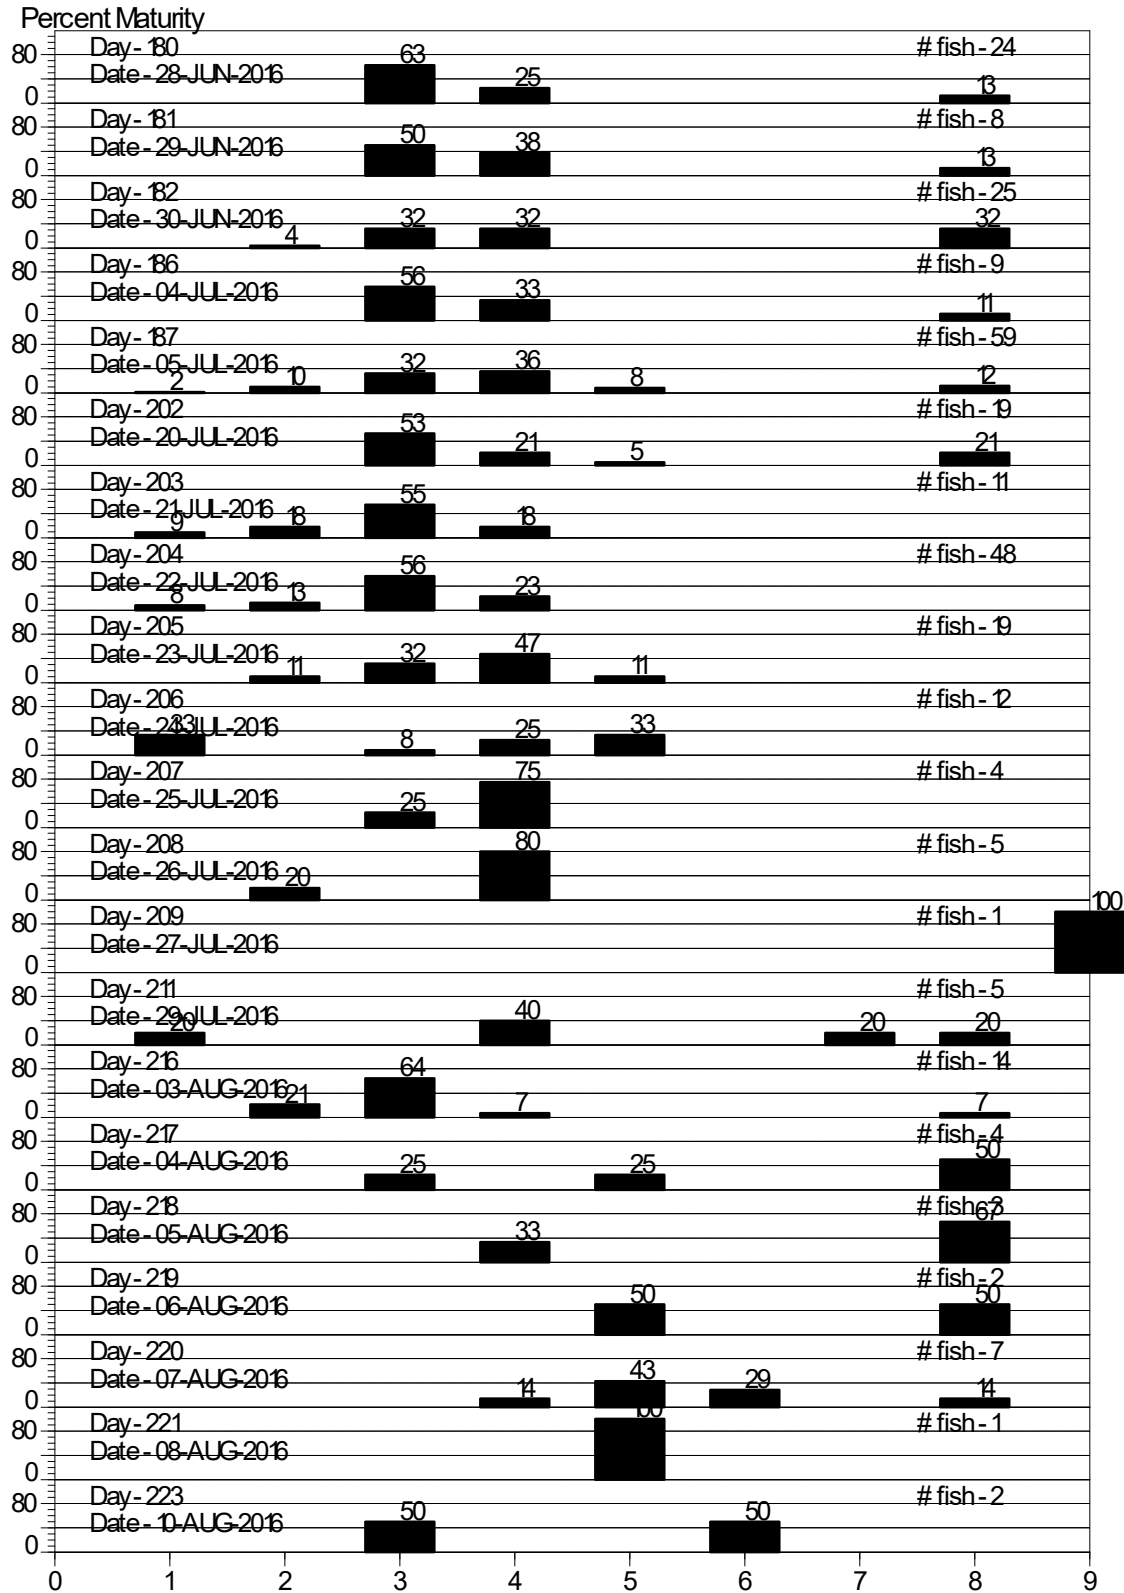 Percent Maturity
Day - 180 63 # fish - 24
80 Date - 28-JUN-2016 25 13
0
Day - 181 50 # fish - 8
80 Date - 29-JUN-2016 38 13
0
Day - 182 # fish - 25
80 Date - 30-JUN-2016 4 32 32 32
0
Day - 186 56 # fish - 9
80 Date - 04-JUL-2016 33 11
0
Day - 187 # fish - 59
80 Date - 05-JUL-2016 2 10 32 36 8 12
0
Day - 202 53 # fish - 19
80 Date - 20-JUL-2016 21 5 21
0
Day - 203 55 # fish - 11
80 Date - 21-JUL-2016 9 18 18
0
Day - 204 56 # fish - 48
80 Date - 22-JUL-2016 8 13 23
0
Day - 205 # fish - 19
80 Date - 23-JUL-2016 11 32 47 11
0
Day - 206 # fish - 12
80 Date - 24-JUL-2016 33 8 25 33
0
Day - 207 75 # fish - 4
80 Date - 25-JUL-2016 25
0
Day - 208 80 # fish - 5
80 Date - 26-JUL-2016 20
0
Day - 209 # fish - 1 100
80 Date - 27-JUL-2016
0
Day - 211 # fish - 5
80 Date - 29-JUL-2016 20 40 20 20
0
Day - 216 64 # fish - 14
80 Date - 03-AUG-2016 21 7 7
0
Day - 217 # fish - 4
80 Date - 04-AUG-2016 25 25 50
0
Day - 218 # fish - 3
80 Date - 05-AUG-2016 33 67
0
Day - 219 # fish - 2
80 Date - 06-AUG-2016 50 50
0
Day - 220 # fish - 7
80 Date - 07-AUG-2016 14 43 29 14
0
Day - 221 100 # fish - 1
80 Date - 08-AUG-2016
0
Day - 223 # fish - 2
80 Date - 10-AUG-2016 50 50
0
0 1 2 3 4 5 6 7 8 9